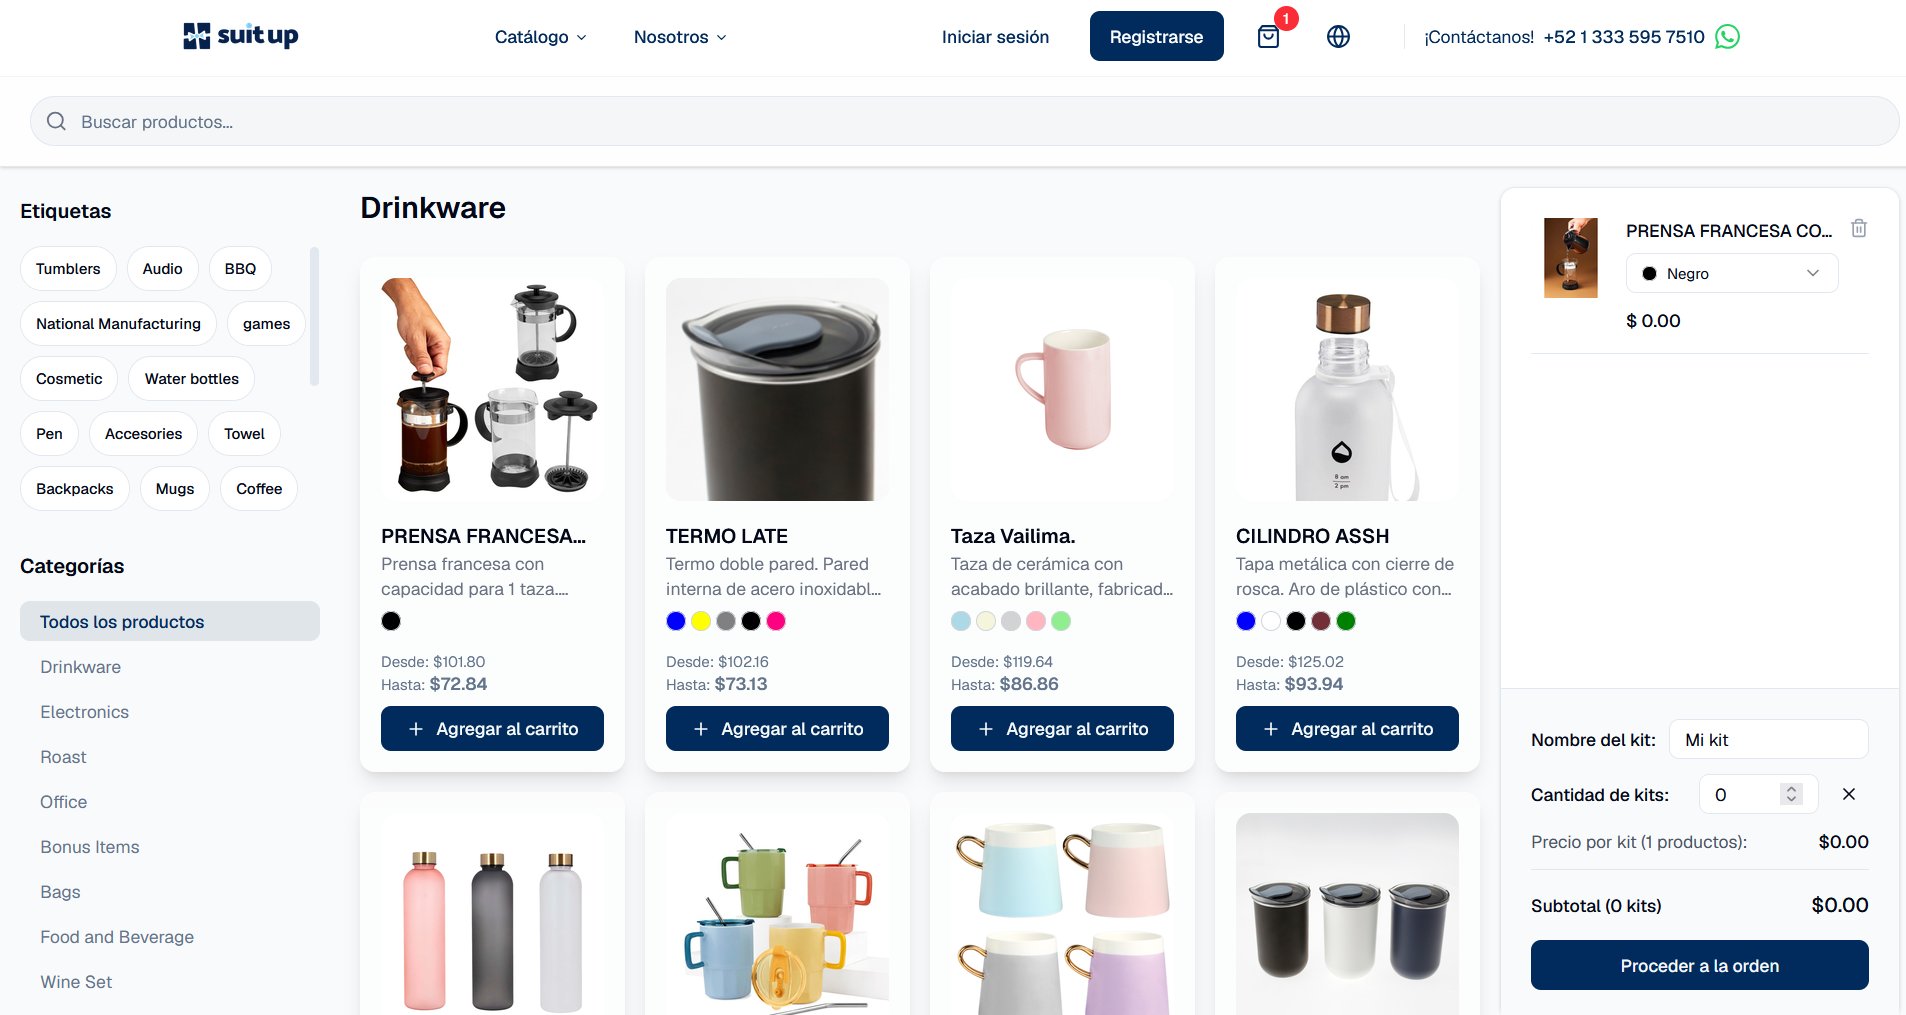 suitup
Catálogo
Nosotros
Iniciar sesión
Registrarse
1
¡Contáctanos! +52 1 333 595 7510
Buscar productos...
Etiquetas
Tumblers
Audio
BBQ
National Manufacturing
games
Cosmetic
Water bottles
Pen
Accesories
Towel
Backpacks
Mugs
Coffee
Categorías
Todos los productos
Drinkware
Electronics
Roast
Office
Bonus Items
Bags
Food and Beverage
Wine Set
Drinkware
PRENSA FRANCESA...
Prensa francesa con
capacidad para 1 taza....
Desde: $101.80
Hasta: $72.84
+ Agregar al carrito
TERMO LATE
Termo doble pared. Pared
interna de acero inoxidabl...
Desde: $102.16
Hasta: $73.13
+ Agregar al carrito
Taza Vailima.
Taza de cerámica con
acabado brillante, fabricad...
Desde: $119.64
Hasta: $86.86
+ Agregar al carrito
8 am
2 pm
CILINDRO ASSH
Tapa metálica con cierre de
rosca. Aro de plástico con...
Desde: $125.02
Hasta: $93.94
+ Agregar al carrito
PRENSA FRANCESA CO...
Negro
$ 0.00
Nombre del kit: Mi kit
Cantidad de kits: 0
Precio por kit (1 productos): $0.00
Subtotal (0 kits) $0.00
Proceder a la orden